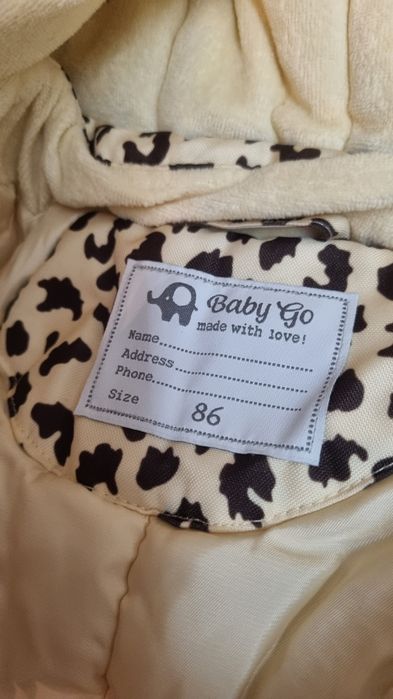 Baby Go
made with love!
Name..............................
Address..............................
Phone..............................
Size 86